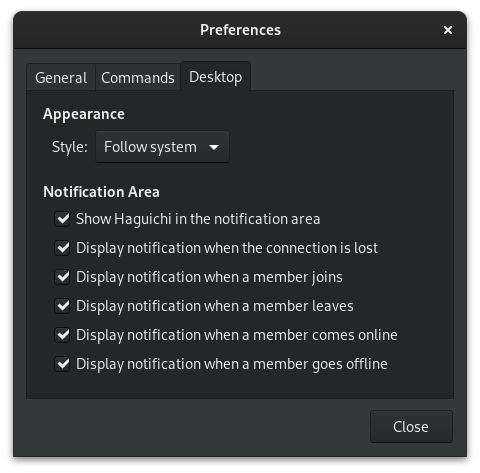 Preferences
General Commands Desktop
Appearance
Style: Follow system
Notification Area
Show Haguichi in the notification area
Display notification when the connection is lost
Display notification when a member joins
Display notification when a member leaves
Display notification when a member comes online
Display notification when a member goes offline
Close